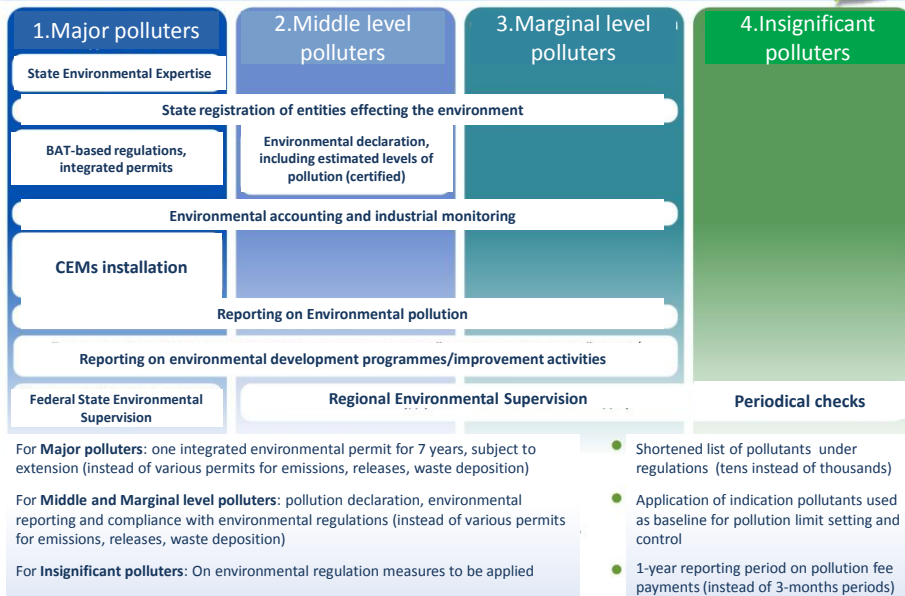 1.Major polluters
2.Middle level
polluters
3.Marginal level
polluters
4.Insignificant
polluters
State Environmental Expertise
State registration of entities effecting the environment
BAT-based regulations,
integrated permits
Environmental declaration,
including estimated levels of
pollution (certified)
Environmental accounting and industrial monitoring
CEMs installation
Reporting on Environmental pollution
Reporting on environmental development programmes/improvement activities
Federal State Environmental
Supervision
Regional Environmental Supervision
Periodical checks
For Major polluters: one integrated environmental permit for 7 years, subject to
extension (instead of various permits for emissions, releases, waste deposition)
For Middle and Marginal level polluters: pollution declaration, environmental
reporting and compliance with environmental regulations (instead of various permits
for emissions, releases, waste deposition)
For Insignificant polluters: On environmental regulation measures to be applied
Shortened list of pollutants under
regulations (tens instead of thousands)
Application of indication pollutants used
as baseline for pollution limit setting and
control
1-year reporting period on pollution fee
payments (instead of 3-months periods)